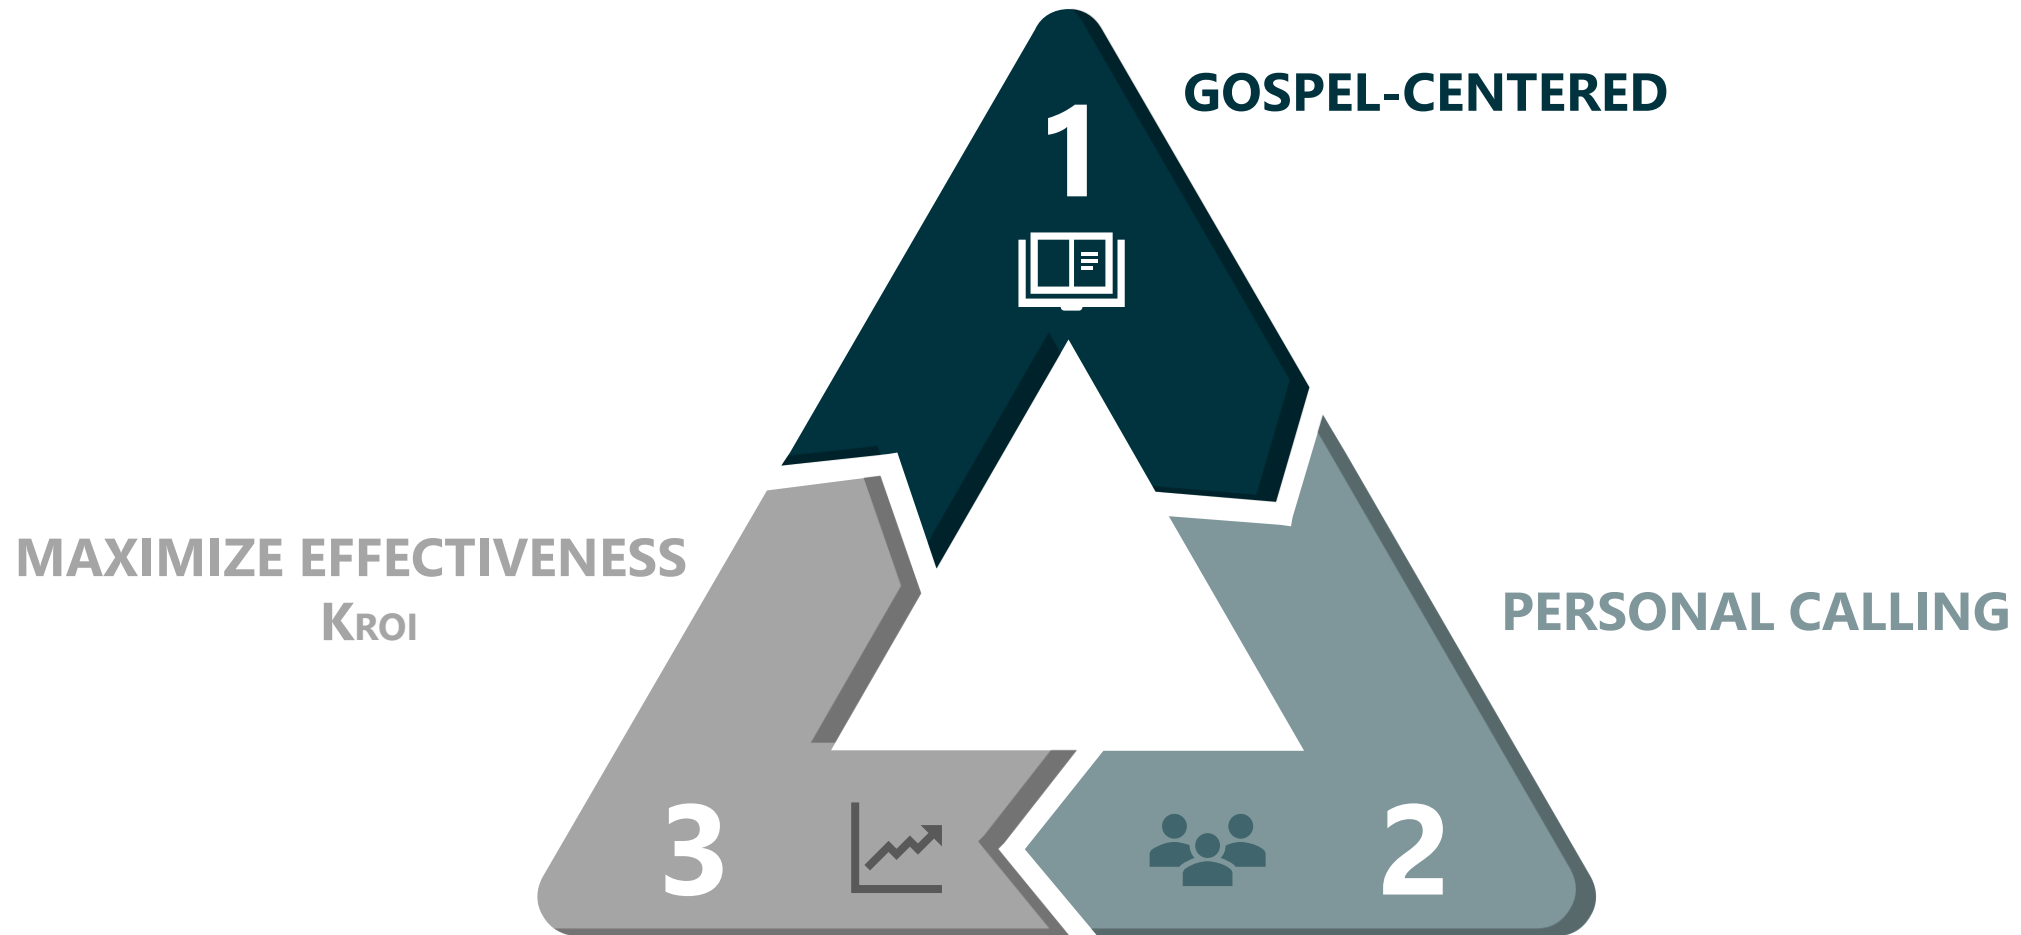 1
GOSPEL-CENTERED
MAXIMIZE EFFECTIVENESS
KROI
PERSONAL CALLING
3
2